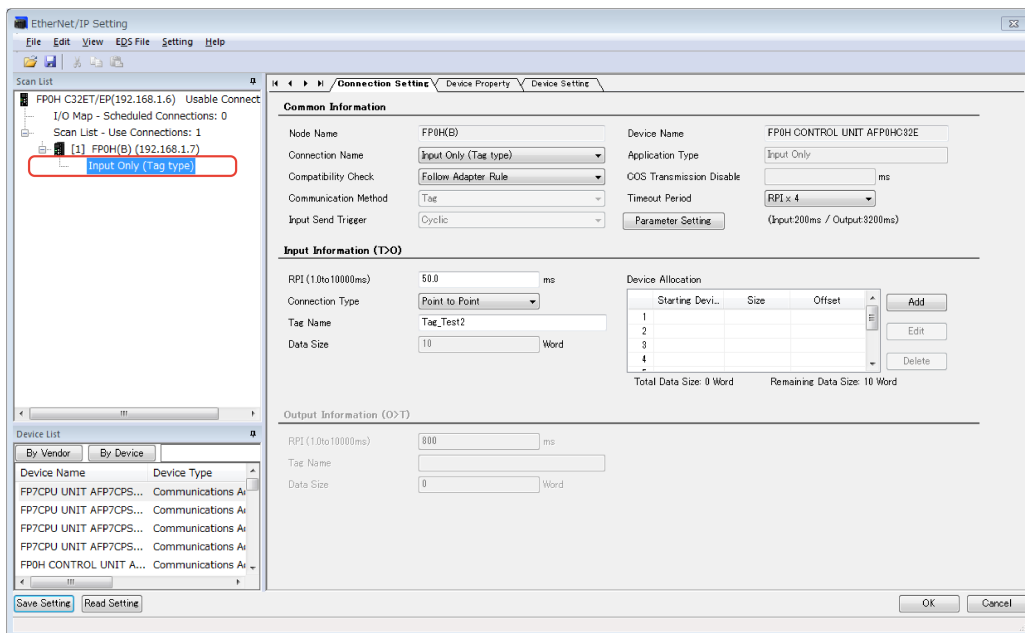 EtherNet/IP Setting
File Edit View EDS File Setting Help
Scan List
FP0H C32ET/EP(192.168.1.6) Usable Connect
I/O Map - Scheduled Connections: 0
Scan List - Use Connections: 1
[1] FP0H(B) (192.168.1.7)
Input Only (Tag type)
Connection Setting Device Property Device Setting
Common Information
Node Name FP0H(B) Device Name FP0H CONTROL UNIT AFP0HC32E
Connection Name Input Only (Tag type) Application Type Input Only
Compatibility Check Follow Adapter Rule COS Transmission Disable ms
Communication Method Tag Timeout Period RPI x 4
Input Send Trigger Cyclic Parameter Setting (Input:200ms / Output:3200ms)
Input Information (T>O)
RPI (1.0to10000ms) 50.0 ms Device Allocation
Connection Type Point to Point Starting Devi... Size Offset Add
Tag Name Tag_Test2 1
2 Edit
Data Size 10 Word 3
4 Delete
Total Data Size: 0 Word Remaining Data Size: 10 Word
Output Information (O>T)
RPI (1.0to10000ms) 800 ms
Tag Name
Data Size 0 Word
Device List
By Vendor By Device
Device Name Device Type
FP7CPU UNIT AFP7CPS... Communications A
FP7CPU UNIT AFP7CPS... Communications A
FP7CPU UNIT AFP7CPS... Communications A
FP7CPU UNIT AFP7CPS... Communications A
FP0H CONTROL UNIT A... Communications A
Save Setting Read Setting OK Cancel